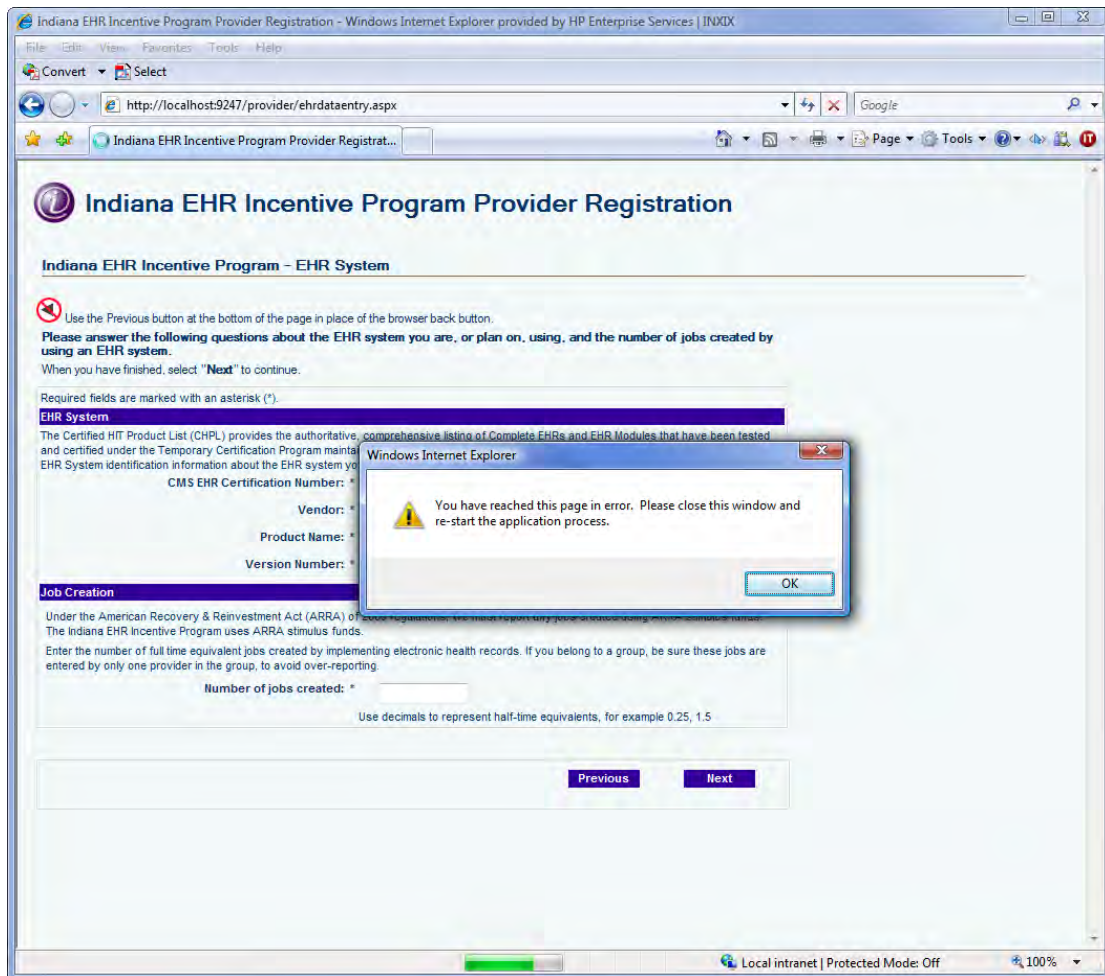 Indiana EHR Incentive Program Provider Registration - Windows Internet Explorer provided by HP Enterprise Services | INXIX
File Edit View Favorites Tools Help
Convert Select
http://localhost:9247/provider/ehrdataentry.aspx
Google
Indiana EHR Incentive Program Provider Registrat...
Page Tools
Indiana EHR Incentive Program Provider Registration
Indiana EHR Incentive Program - EHR System
Use the Previous button at the bottom of the page in place of the browser back button.
Please answer the following questions about the EHR system you are, or plan on, using, and the number of jobs created by
using an EHR system.
When you have finished, select "Next" to continue.
Required fields are marked with an asterisk (*).
EHR System
The Certified HIT Product List (CHPL) provides the authoritative, comprehensive listing of Complete EHRs and EHR Modules that have been tested
and certified under the Temporary Certification Program mainta
EHR System identification information about the EHR system yo
CMS EHR Certification Number: *
Vendor: *
Product Name: *
Version Number: *
Windows Internet Explorer
You have reached this page in error. Please close this window and
re-start the application process.
OK
Job Creation
Under the American Recovery & Reinvestment Act (ARRA) of
The Indiana EHR Incentive Program uses ARRA stimulus funds.
Enter the number of full time equivalent jobs created by implementing electronic health records. If you belong to a group, be sure these jobs are
entered by only one provider in the group, to avoid over-reporting.
Number of jobs created: *
Use decimals to represent half-time equivalents, for example 0.25, 1.5
Previous Next
Local intranet | Protected Mode: Off
100%